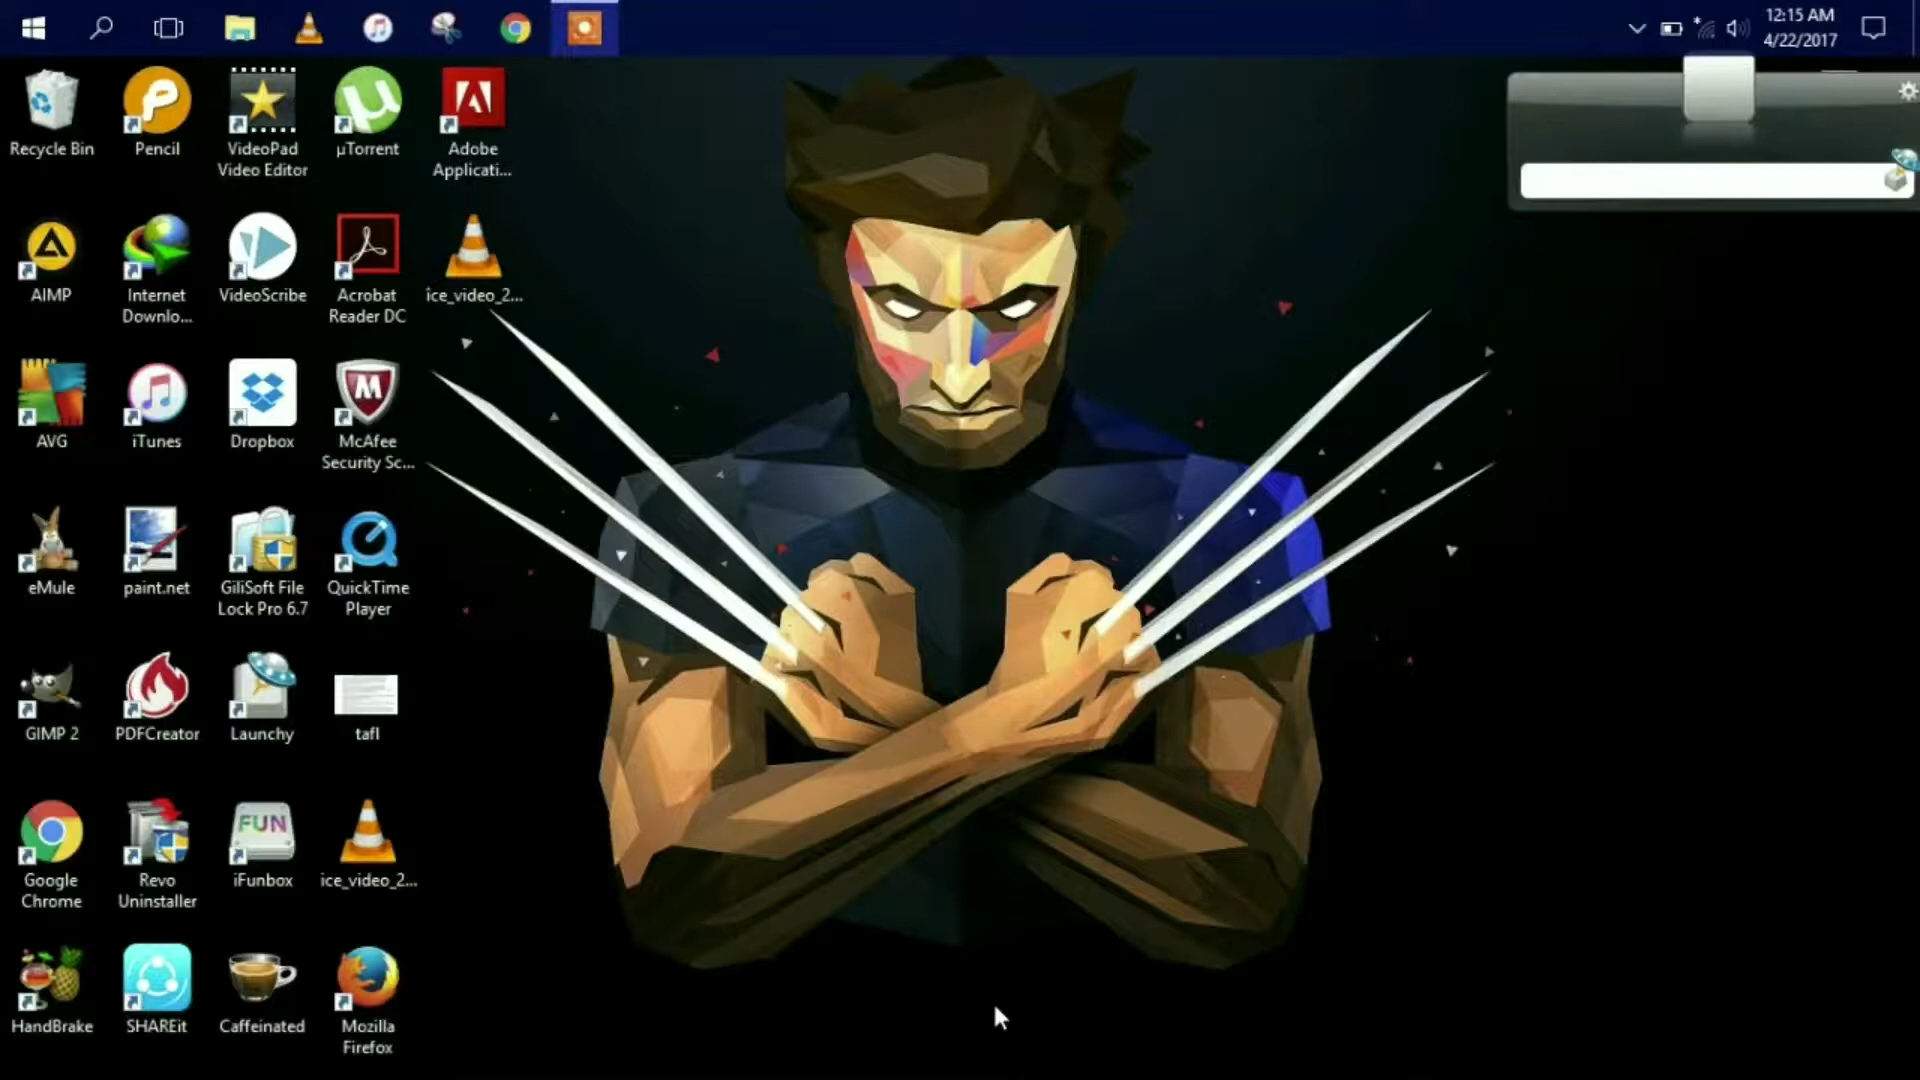 12:15 AM
4/22/2017
Recycle Bin
Pencil
VideoPad
Video Editor
µTorrent
Adobe
Applicati...
AIMP
Internet
Downlo...
VideoScribe
Acrobat
Reader DC
ice_video_2...
AVG
iTunes
Dropbox
McAfee
Security Sc...
eMule
paint.net
GiliSoft File
Lock Pro 6.7
QuickTime
Player
GIMP 2
PDFCreator
Launchy
tafl
Google
Chrome
Revo
Uninstaller
FUN
iFunbox
ice_video_2...
HandBrake
SHAREit
Caffeinated
Mozilla
Firefox